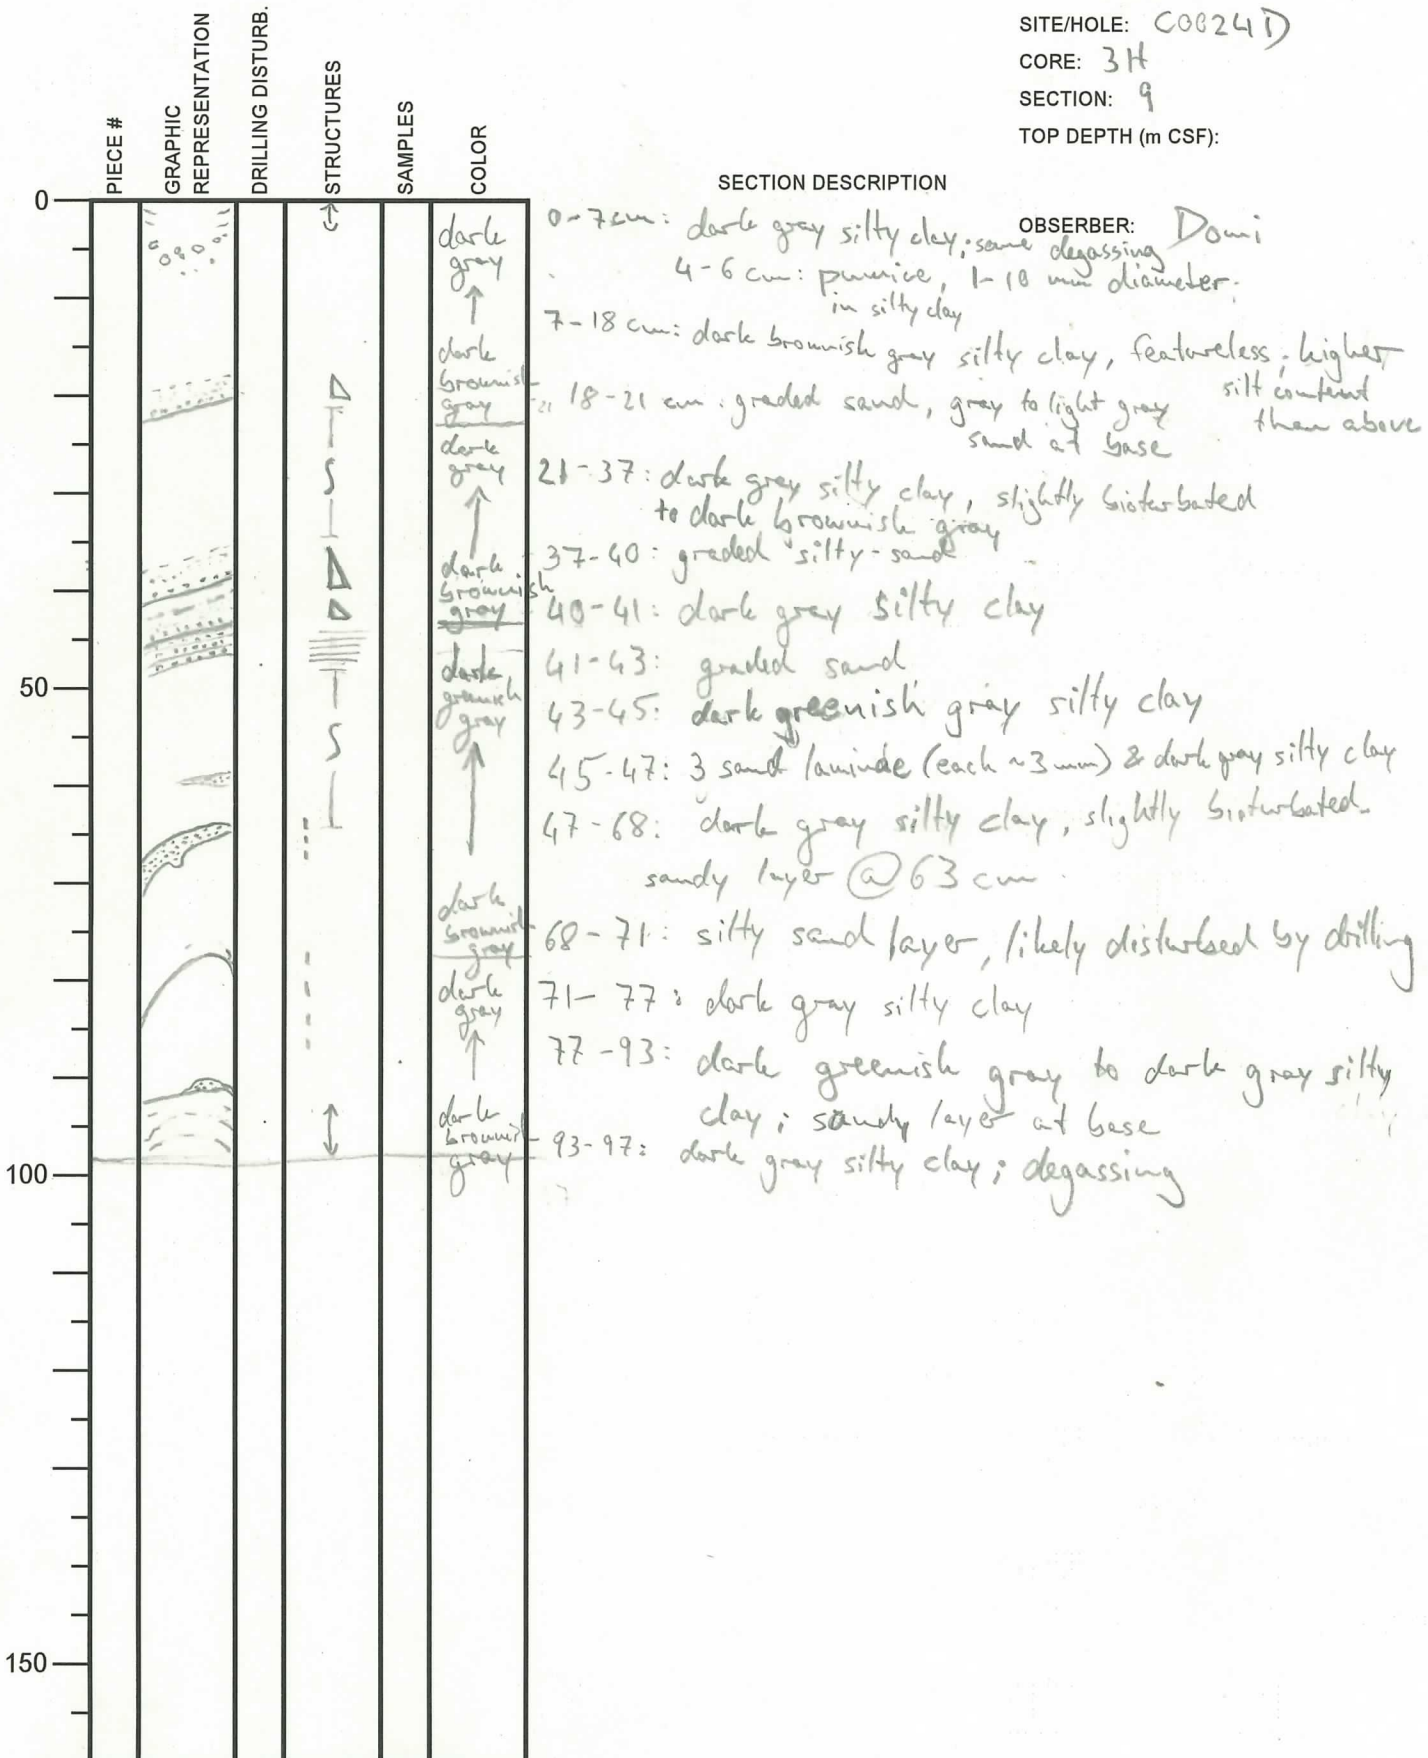 SITE/HOLE: C0024D
CORE: 3H
SECTION: 9
TOP DEPTH (m CSF):
PIECE #
GRAPHIC
REPRESENTATION
DRILLING DISTURB.
STRUCTURES
SAMPLES
COLOR
SECTION DESCRIPTION
OBSERBER: Domi
0
50
100
150
dark
gray
dark
brownish
gray
dark
gray
dark
brownish
gray
dark
greenish
gray
dark
brownish
gray
dark
gray
dark
brownish
gray
S
S
21
0-7cm: dark gray silty clay; some degassing
4-6 cm: pumice, 1-10 mm diameter;
in silty clay
7-18 cm: dark brownish gray silty clay, featureless; higher
silt content
than above
18-21 cm: graded sand, gray to light gray
sand at base
21-37: dark gray silty clay, slightly bioturbated
to dark brownish gray
37-40: graded silty-sand
40-41: dark gray silty clay
41-43: graded sand
43-45: dark greenish gray silty clay
45-47: 3 sand laminae (each ~3 mm) & dark gray silty clay
47-68: dark gray silty clay, slightly bioturbated.
sandy layer @ 63 cm
68-71: silty sand layer, likely disturbed by drilling
71-77: dark gray silty clay
77-93: dark greenish gray to dark gray silty
clay; sandy layer at base
93-97: dark gray silty clay; degassing